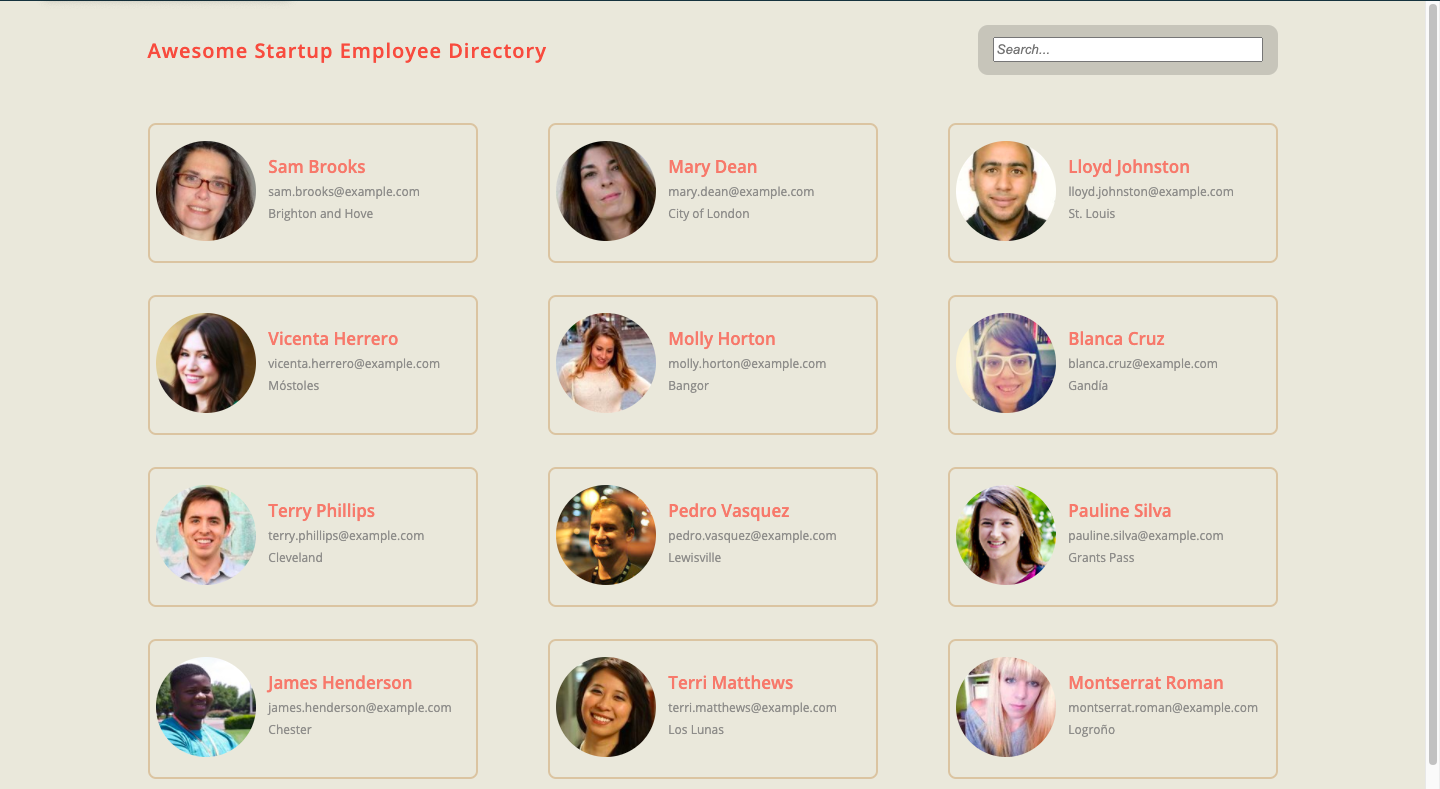 Awesome Startup Employee Directory
Search...
Sam Brooks
sam.brooks@example.com
Brighton and Hove
Mary Dean
mary.dean@example.com
City of London
Lloyd Johnston
lloyd.johnston@example.com
St. Louis
Vicenta Herrero
vicenta.herrero@example.com
Móstoles
Molly Horton
molly.horton@example.com
Bangor
Blanca Cruz
blanca.cruz@example.com
Gandía
Terry Phillips
terry.phillips@example.com
Cleveland
Pedro Vasquez
pedro.vasquez@example.com
Lewisville
Pauline Silva
pauline.silva@example.com
Grants Pass
James Henderson
james.henderson@example.com
Chester
Terri Matthews
terri.matthews@example.com
Los Lunas
Montserrat Roman
montserrat.roman@example.com
Logroño